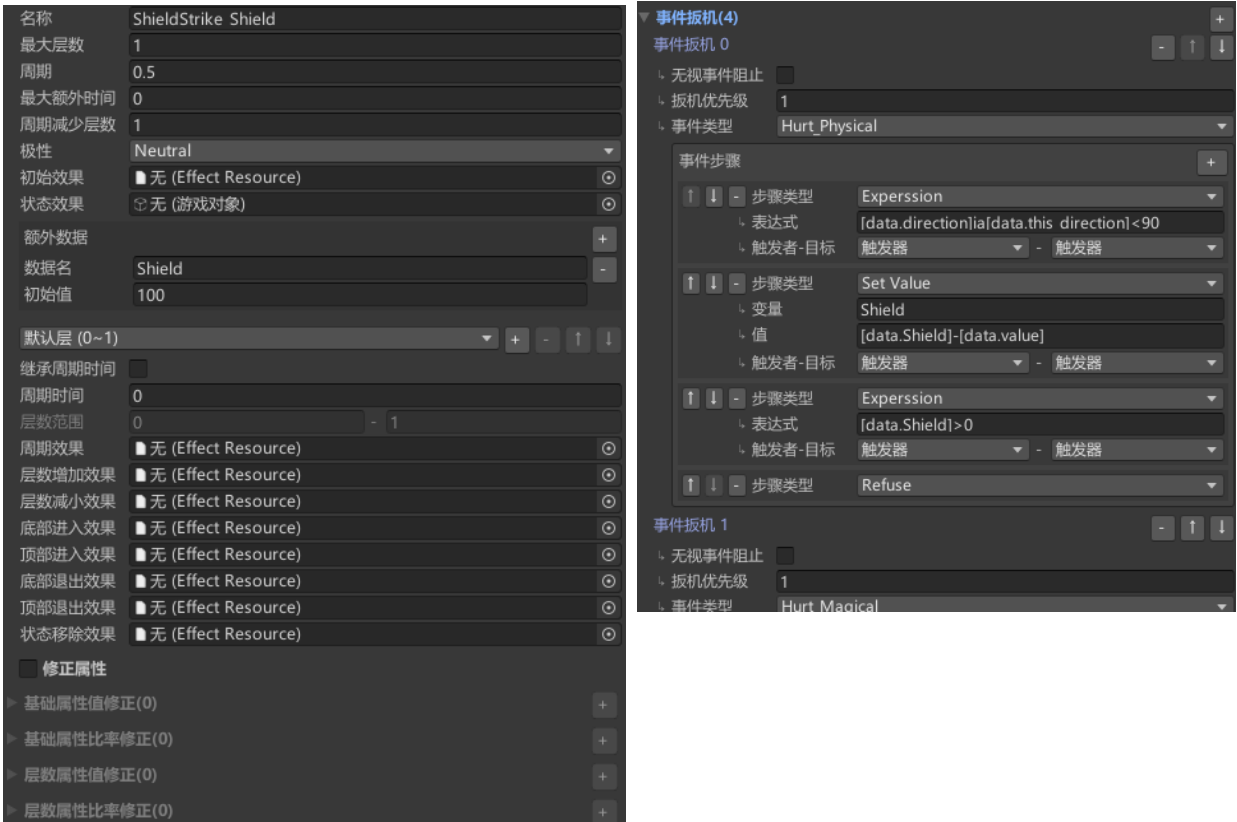 名称 ShieldStrike Shield
最大层数 1
周期 0.5
最大额外时间 0
周期减少层数 1
极性 Neutral
初始效果 无 (Effect Resource)
状态效果 无 (游戏对象)
额外数据 +
数据名 Shield -
初始值 100
默认层 (0~1) + - ↑ ↓
继承周期时间
周期时间 0
层数范围 0 - 1
周期效果 无 (Effect Resource)
层数增加效果 无 (Effect Resource)
层数减小效果 无 (Effect Resource)
底部进入效果 无 (Effect Resource)
顶部进入效果 无 (Effect Resource)
底部退出效果 无 (Effect Resource)
顶部退出效果 无 (Effect Resource)
状态移除效果 无 (Effect Resource)
修正属性
基础属性值修正(0) +
基础属性比率修正(0) +
层数属性值修正(0) +
层数属性比率修正(0) +
事件扳机(4) +
事件扳机 0 - ↑ ↓
无视事件阻止
扳机优先级 1
事件类型 Hurt_Physical
事件步骤 +
↑ ↓ - 步骤类型 Experssion
表达式 [data.direction]ia[data.this direction]<90
触发者-目标 触发器 - 触发器
↑ ↓ - 步骤类型 Set Value
变量 Shield
值 [data.Shield]-[data.value]
触发者-目标 触发器 - 触发器
↑ ↓ - 步骤类型 Experssion
表达式 [data.Shield]>0
触发者-目标 触发器 - 触发器
↑ ↓ - 步骤类型 Refuse
事件扳机 1 - ↑ ↓
无视事件阻止
扳机优先级 1
事件类型 Hurt Magical